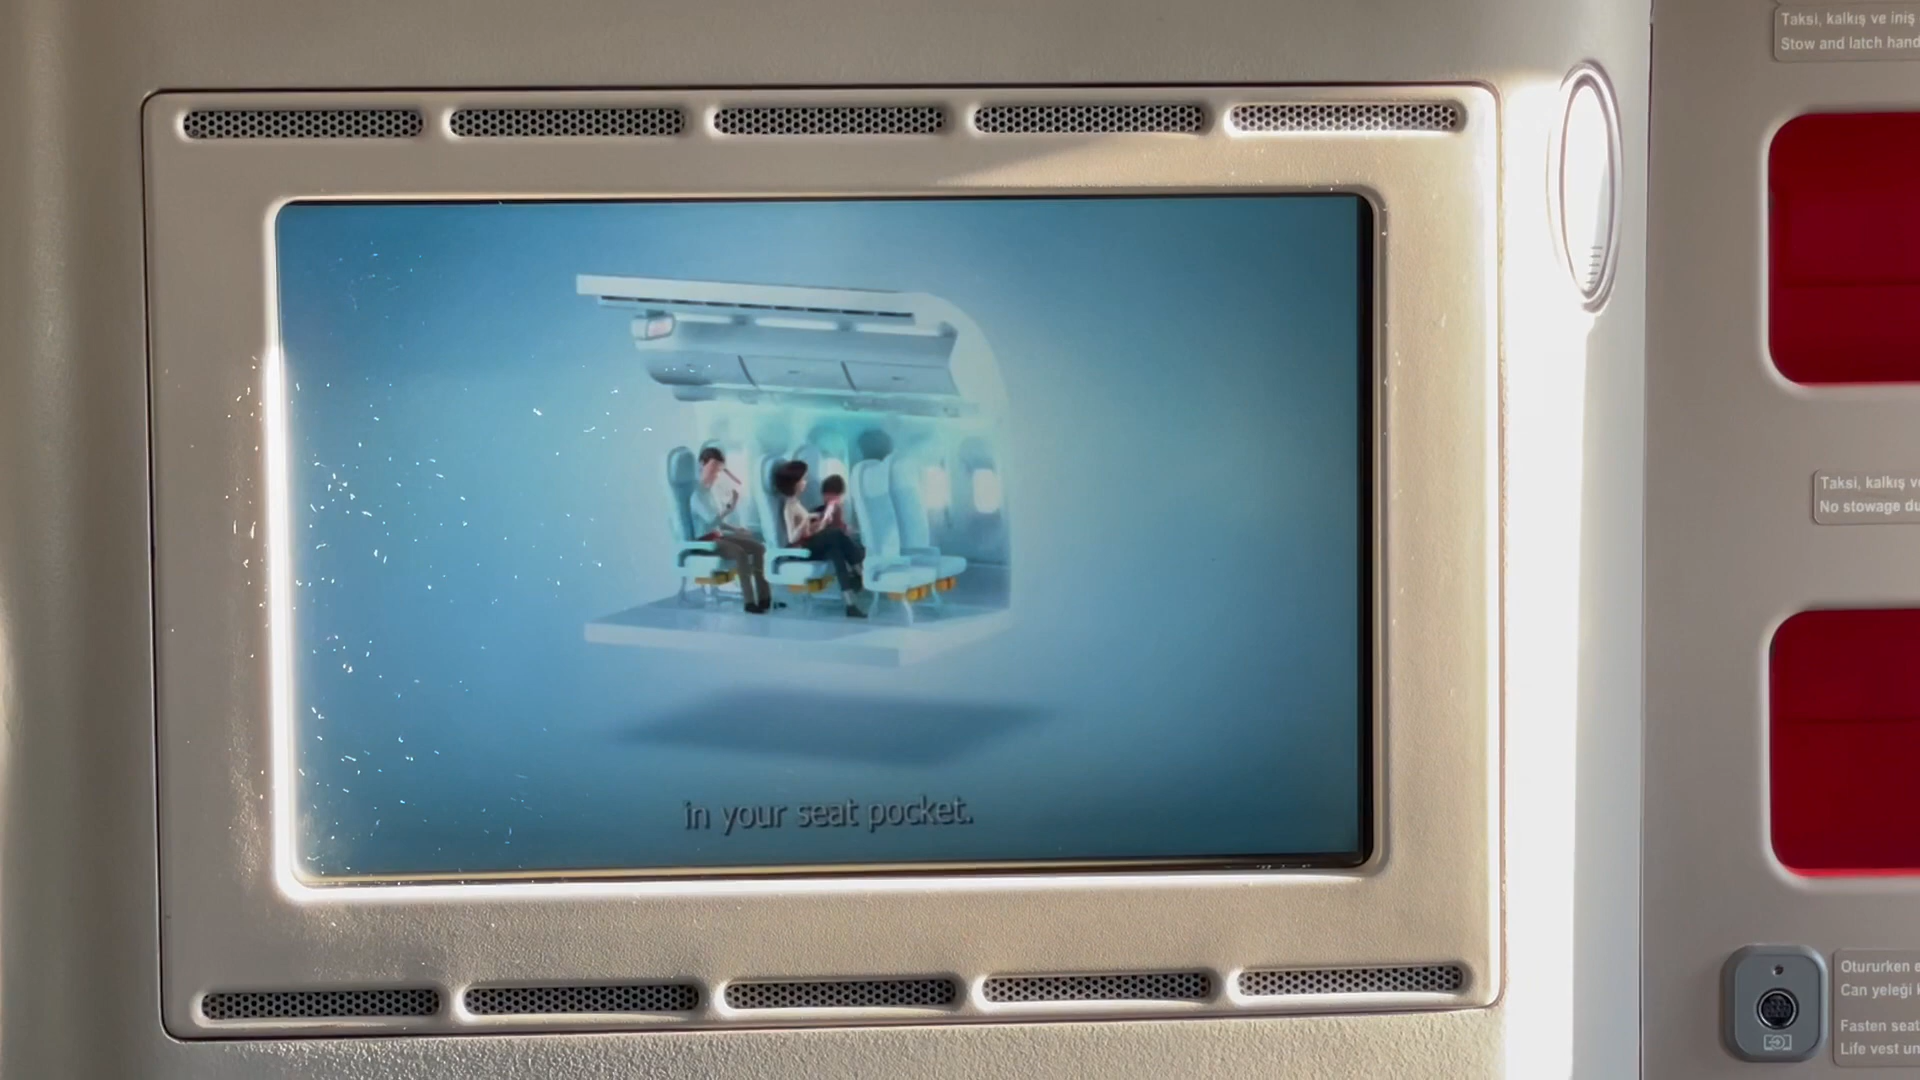 Taksi, kalkış ve iniş
Stow and latch hand
in your seat pocket.
Taksi, kalkış v
No stowage du
Otururken e
Can yeleği k
Fasten seat
Life vest un